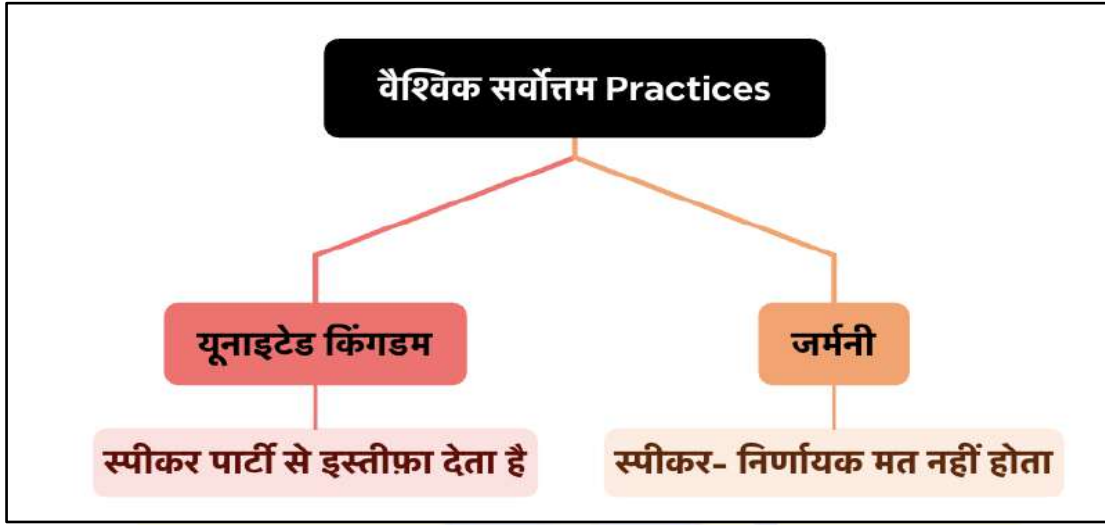 वैश्विक सर्वोत्तम Practices
यूनाइटेड किंगडम
जर्मनी
स्पीकर पार्टी से इस्तीफ़ा देता है
स्पीकर- निर्णायक मत नहीं होता